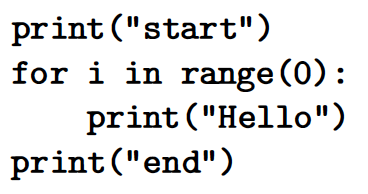 print("start")
for i in range(0):
    print("Hello")
print("end")